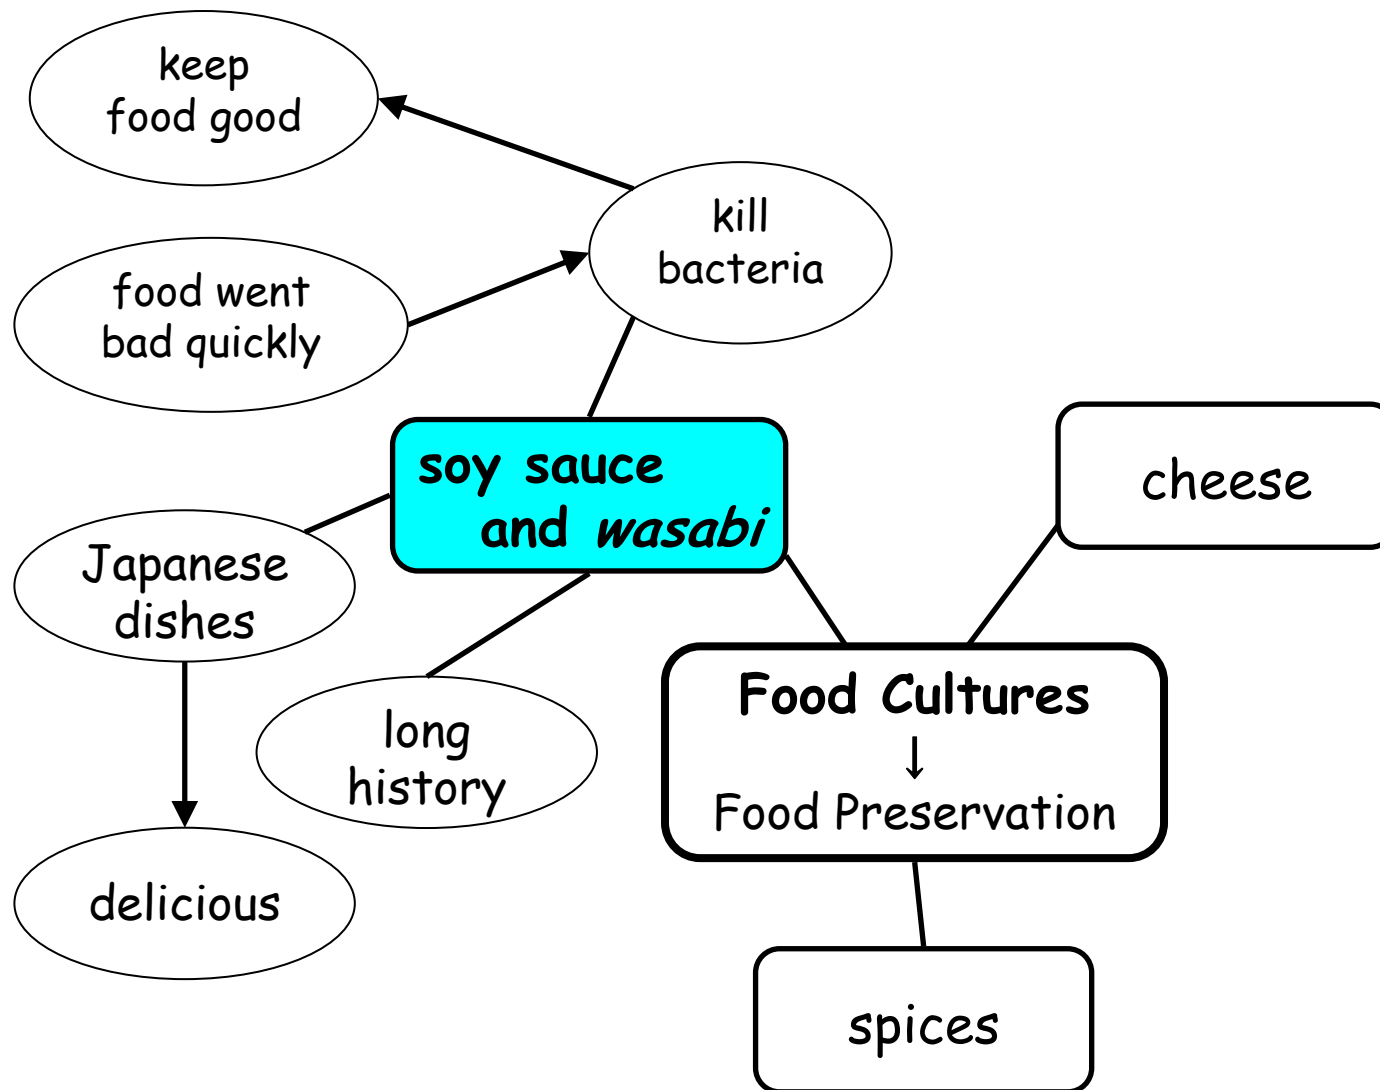 keep
food good
kill
bacteria
food went
bad quickly
soy sauce
and wasabi
cheese
Japanese
dishes
long
history
Food Cultures
↓
Food Preservation
delicious
spices